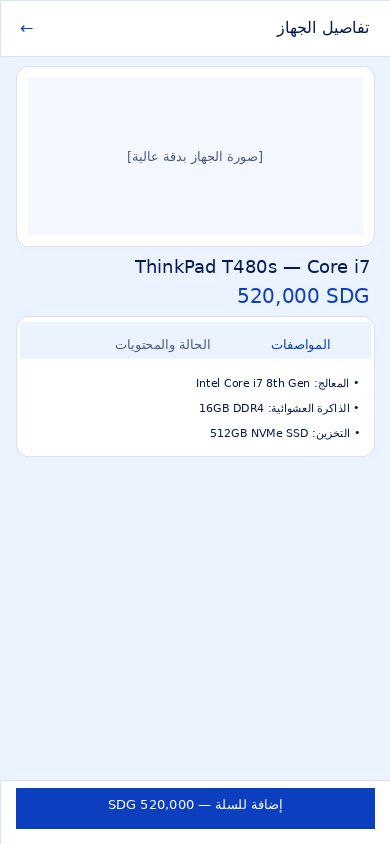 تفاصيل الجهاز
←
[صورة الجهاز بدقة عالية]
ThinkPad T480s — Core i7
520,000 SDG
المواصفات
الحالة والمحتويات
• المعالج: Intel Core i7 8th Gen
• الذاكرة العشوائية: 16GB DDR4
• التخزين: 512GB NVMe SSD
إضافة للسلة — 520,000 SDG